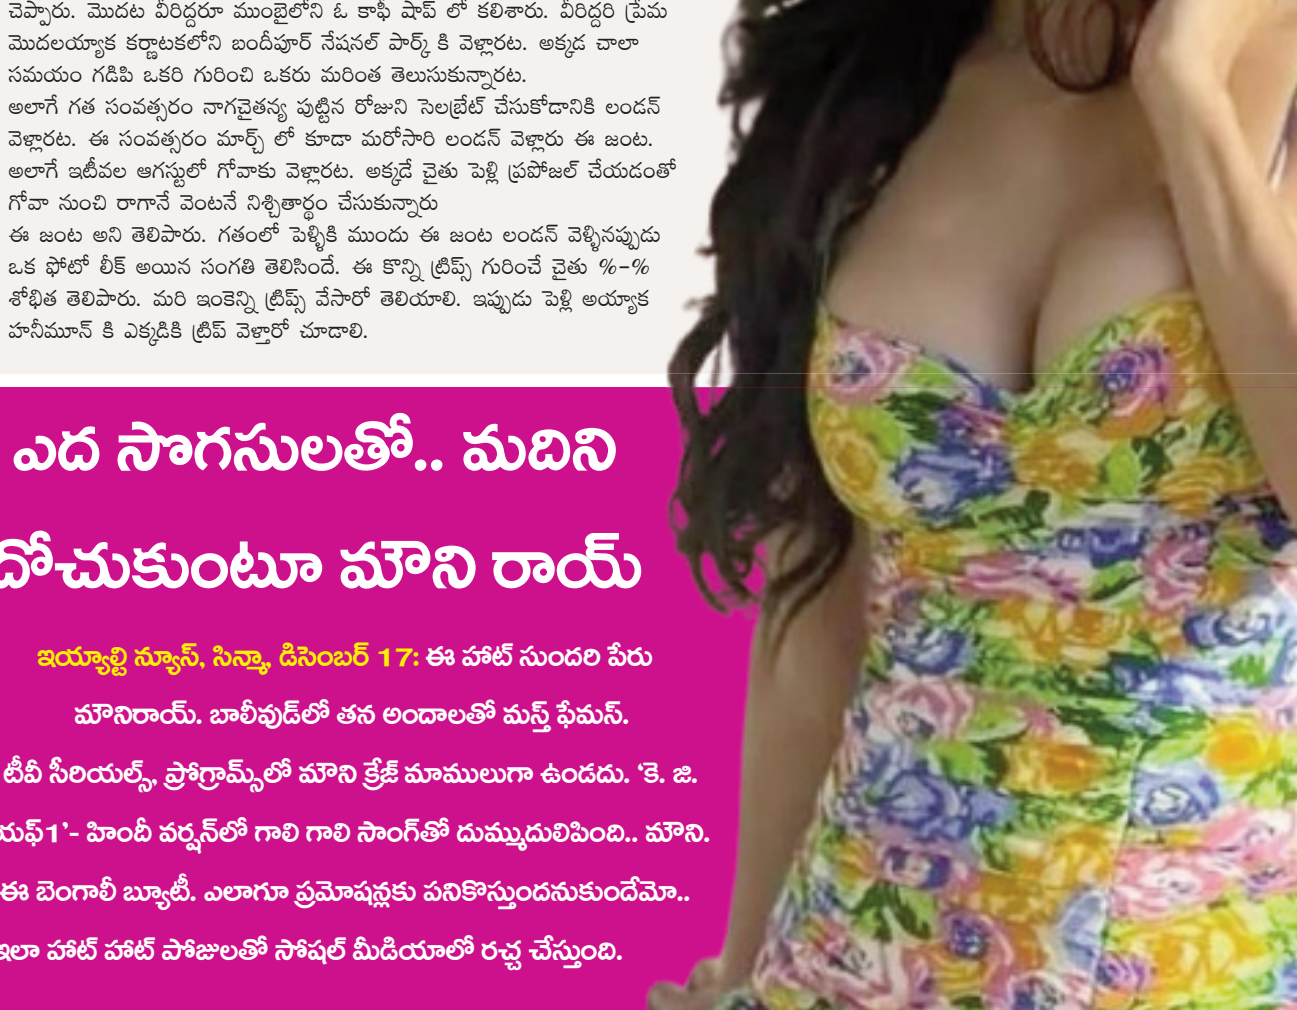 చెప్పారు. మొదట వీరిద్దరూ ముంబైలోని ఓ కాఫీ షాప్ లో కలిశారు. వీరిద్దరి ప్రేమ
మొదలయ్యాక కర్ణాటకలోని బందీపూర్ నేషనల్ పార్క్ కి వెళ్లారట. అక్కడ చాలా
సమయం గడిపి ఒకరి గురించి ఒకరు మరింత తెలుసుకున్నారట.
అలాగే గత సంవత్సరం నాగచైతన్య పుట్టిన రోజుని సెలబ్రేట్ చేసుకోడానికి లండన్
వెళ్లారట. ఈ సంవత్సరం మార్చ్ లో కూడా మరోసారి లండన్ వెళ్లారు ఈ జంట.
అలాగే ఇటీవల ఆగస్టులో గోవాకు వెళ్లారట. అక్కడే చైతు పెళ్లి ప్రపోజల్ చేయడంతో
గోవా నుంచి రాగానే వెంటనే నిశ్చితార్థం చేసుకున్నారు
ఈ జంట అని తెలిపారు. గతంలో పెళ్ళికి ముందు ఈ జంట లండన్ వెళ్ళినప్పుడు
ఒక ఫోటో లీక్ అయిన సంగతి తెలిసిందే. ఈ కొన్ని ట్రిప్స్ గురించే చైతు %-%
శోభిత తెలిపారు. మరి ఇంకెన్ని ట్రిప్స్ వేసారో తెలియాలి. ఇప్పుడు పెళ్లి అయ్యాక
హనీమూన్ కి ఎక్కడికి ట్రిప్ వెళ్తారో చూడాలి.
ఎద సొగసులతో.. మదిని
దోచుకుంటూ మౌని రాయ్
ఇయ్యాల్టి న్యూస్, సిన్మా, డిసెంబర్ 17: ఈ హాట్ సుందరి పేరు
మౌనిరాయ్. బాలీవుడ్‌లో తన అందాలతో మస్త్ ఫేమస్.
టీవీ సీరియల్స్, ప్రోగ్రామ్స్‌లో మౌని క్రేజ్ మాములుగా ఉండదు. 'కె. జి.
యఫ్1'- హిందీ వర్షన్‌లో గాలి గాలి సాంగ్‌తో దుమ్ముదులిపింది.. మౌని.
ఈ బెంగాలీ బ్యూటీ. ఎలాగూ ప్రమోషన్లకు పనికొస్తుందనుకుందేమో..
ఇలా హాట్ హాట్ పోజులతో సోషల్ మీడియాలో రచ్చ చేస్తుంది.